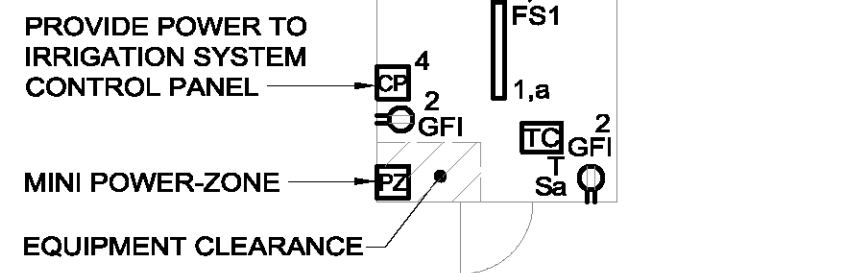 PROVIDE POWER TO
IRRIGATION SYSTEM
CONTROL PANEL
CP
4
2
GFI
FS1
1,a
TC
2
GFI
T
Sa
MINI POWER-ZONE
PZ
EQUIPMENT CLEARANCE